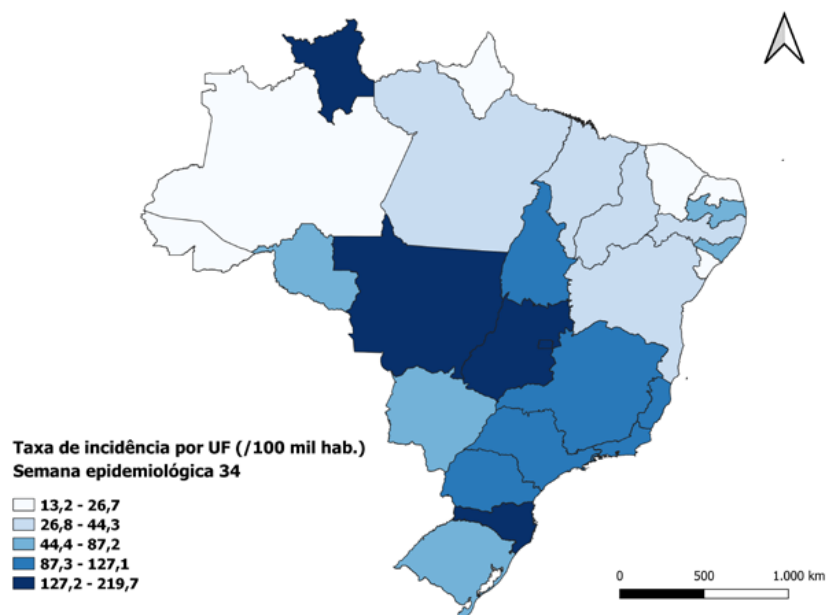 Taxa de incidência por UF (/100 mil hab.)
Semana epidemiológica 34
13,2 - 26,7
26,8 - 44,3
44,4 - 87,2
87,3 - 127,1
127,2 - 219,7
0 500 1.000 km